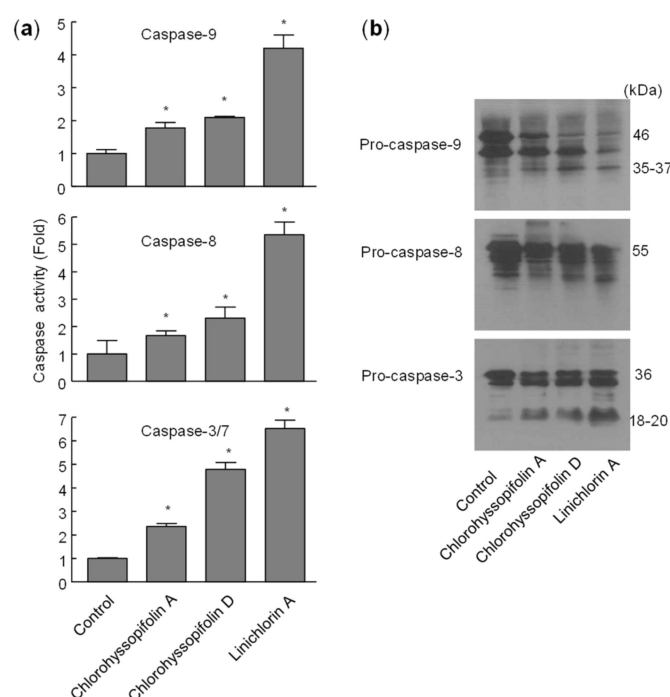 (a)
Caspase activity (Fold)
Caspase-9
5
4
3
2
1
0
*
*
*
Caspase-8
6
5
4
3
2
1
0
*
*
*
Caspase-3/7
7
6
5
4
3
2
1
0
*
*
*
Control
Chlorohyssopifolin A
Chlorohyssopifolin D
Linichlorin A
(b)
(kDa)
Pro-caspase-9
46
35-37
Pro-caspase-8
55
Pro-caspase-3
36
18-20
Control
Chlorohyssopifolin A
Chlorohyssopifolin D
Linichlorin A